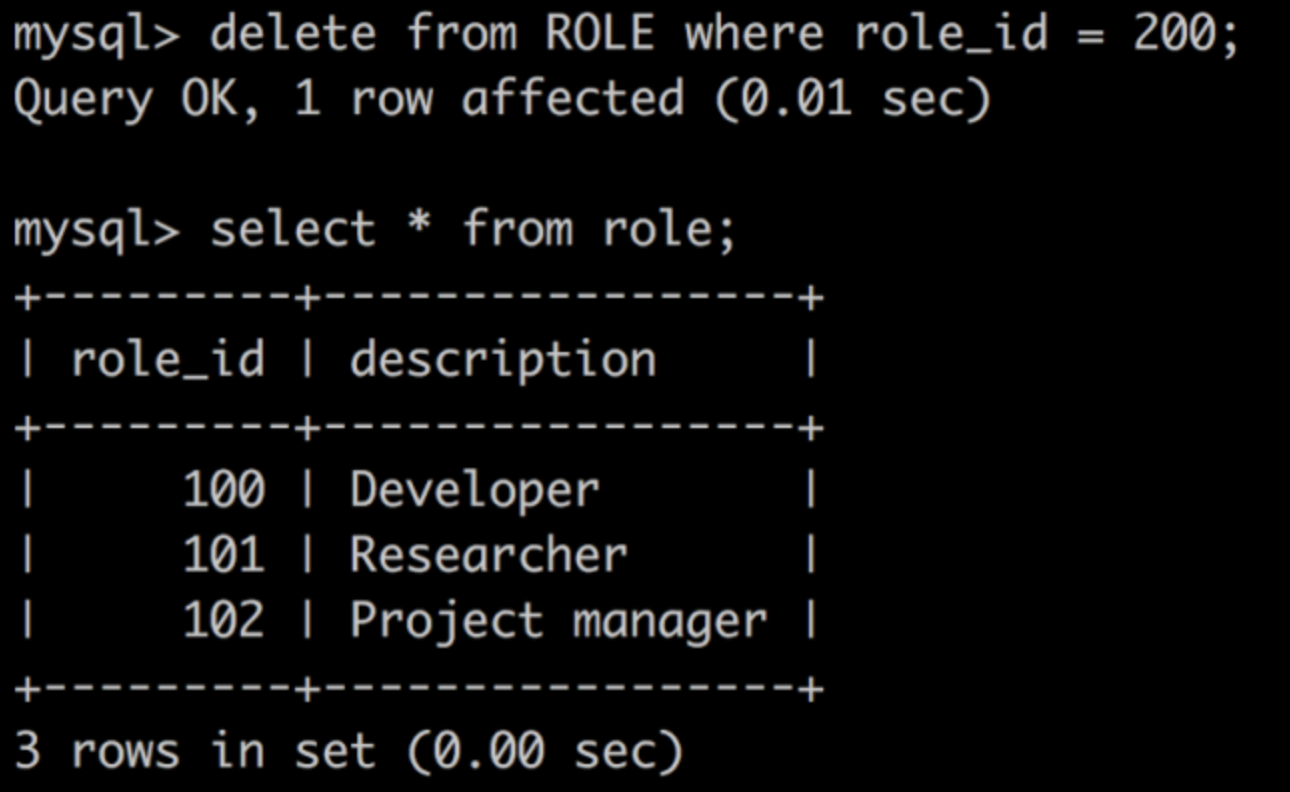 mysql> delete from ROLE where role_id = 200;
Query OK, 1 row affected (0.01 sec)
mysql> select * from role;
+---------+-----------------+
| role_id | description     |
+---------+-----------------+
|     100 | Developer       |
|     101 | Researcher      |
|     102 | Project manager |
+---------+-----------------+
3 rows in set (0.00 sec)